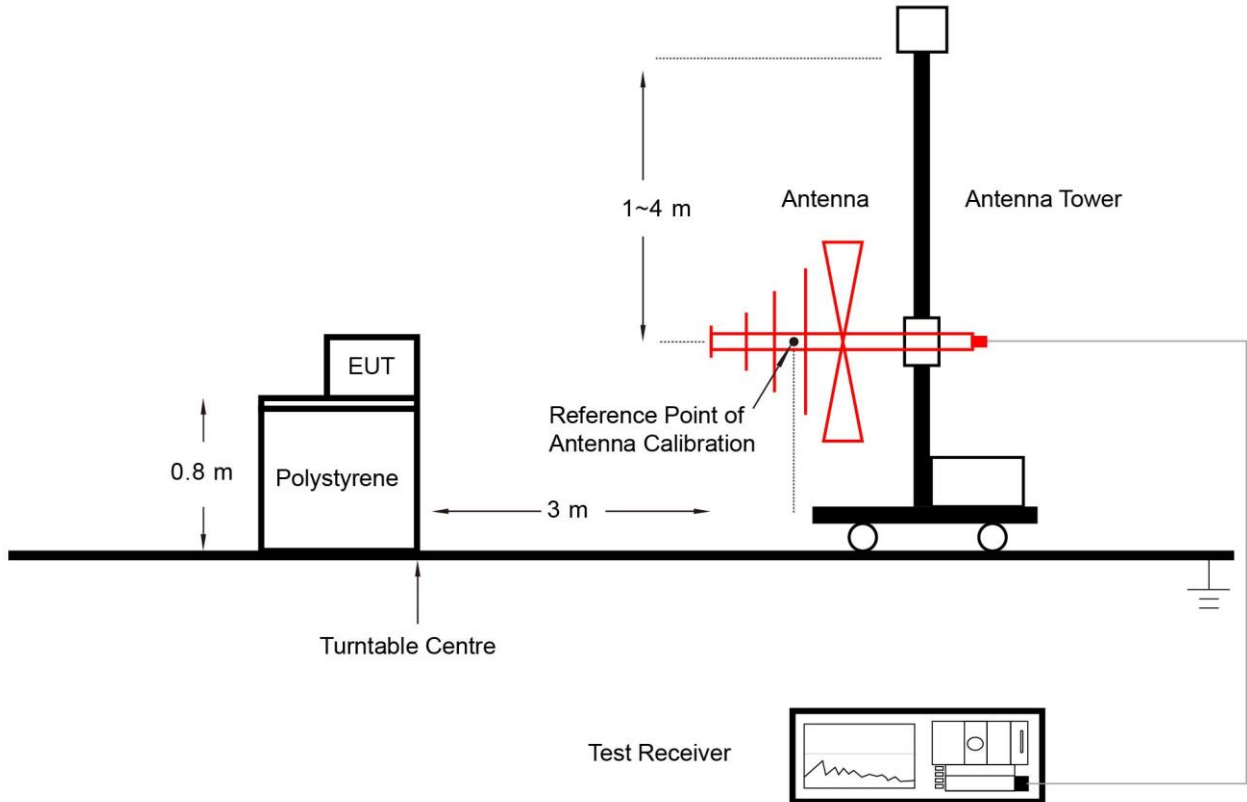 1~4 m
Antenna
Antenna Tower
EUT
Reference Point of
Antenna Calibration
0.8 m
Polystyrene
3 m
Turntable Centre
Test Receiver